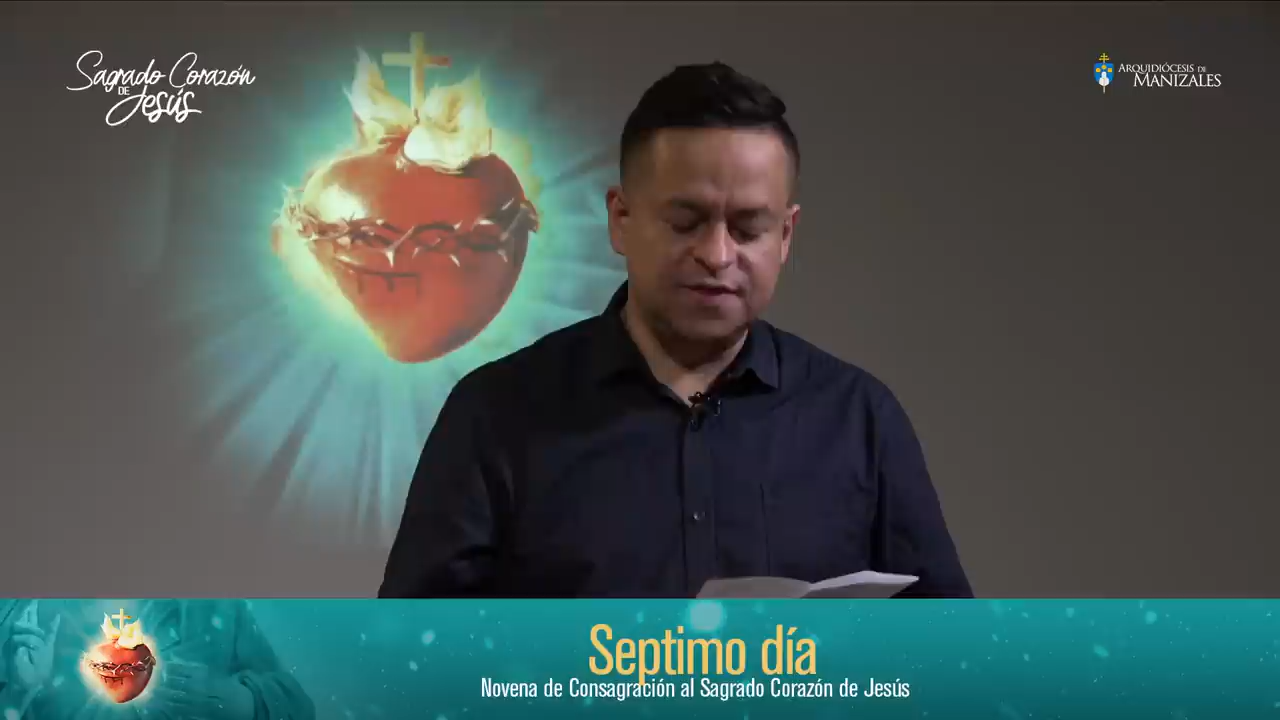 Sagrado Corazón
DE
Jesús
ARQUIDIÓCESIS DE
MANIZALES
Septimo día
Novena de Consagración al Sagrado Corazón de Jesús